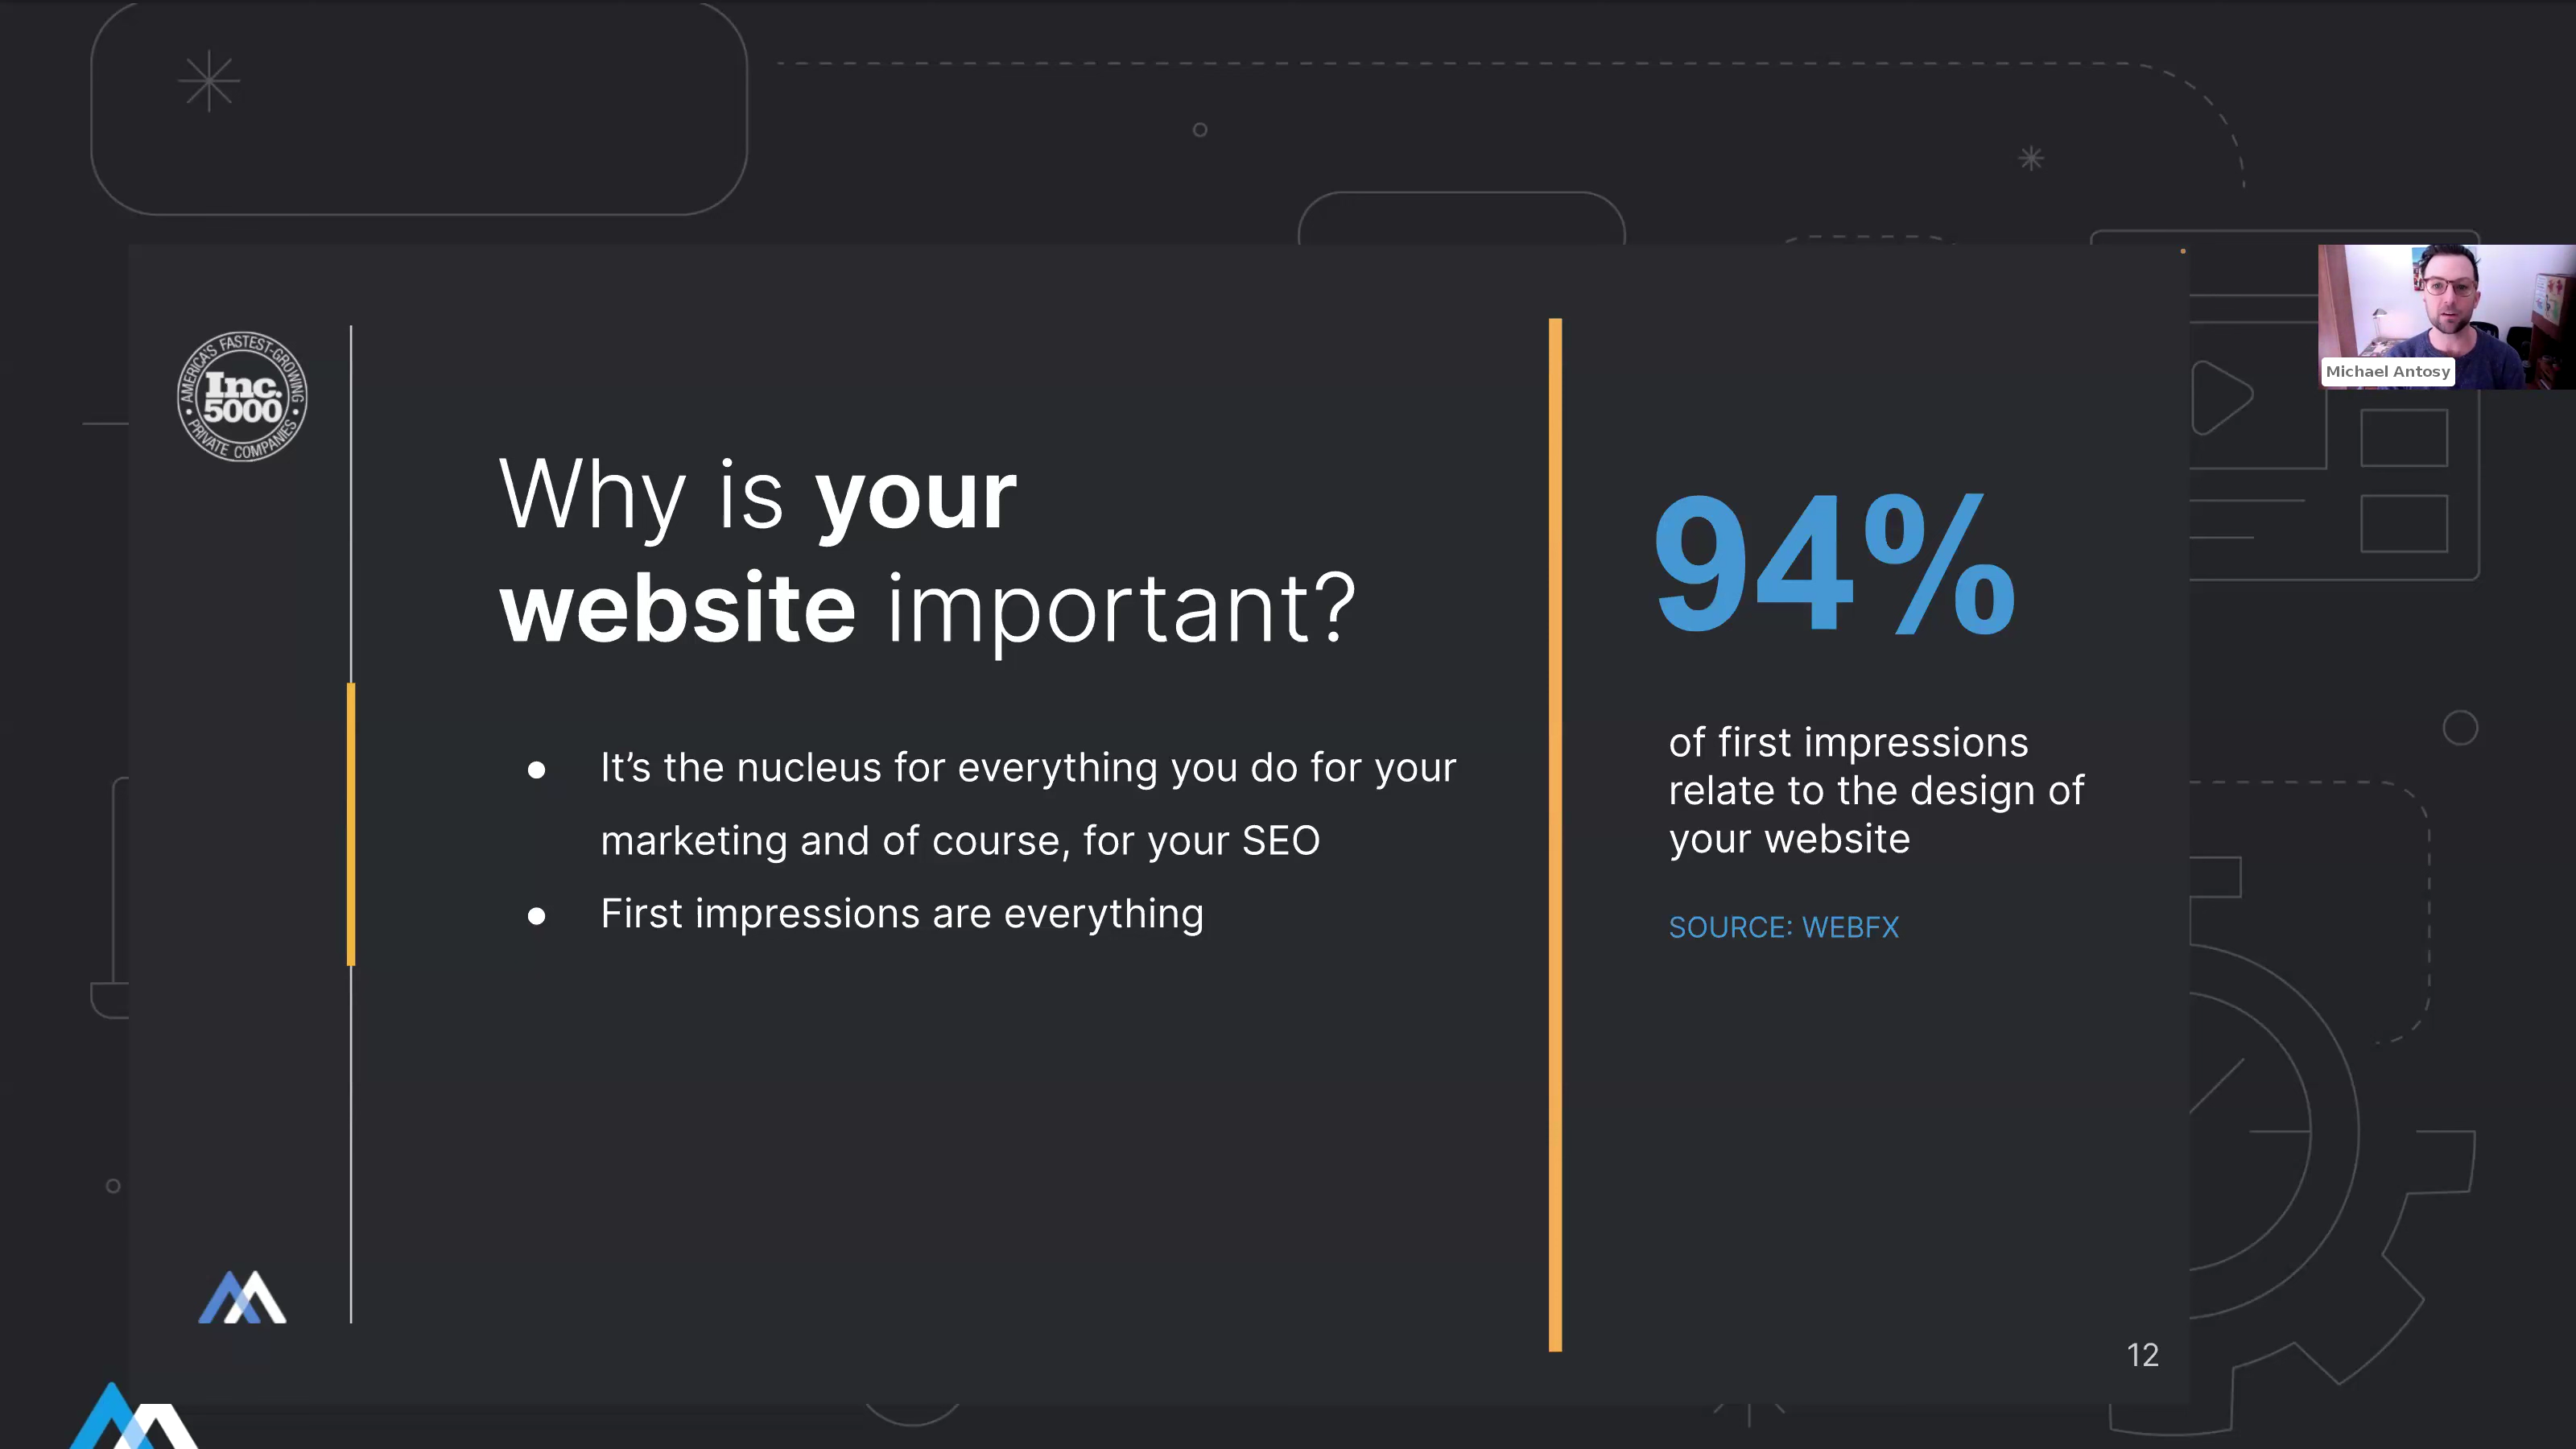 AMERICA'S FASTEST-GROWING
Inc.
5000
PRIVATE COMPANIES
Why is your
website important?
● It’s the nucleus for everything you do for your
marketing and of course, for your SEO
● First impressions are everything
94%
of first impressions
relate to the design of
your website
SOURCE: WEBFX
Michael Antosy
12